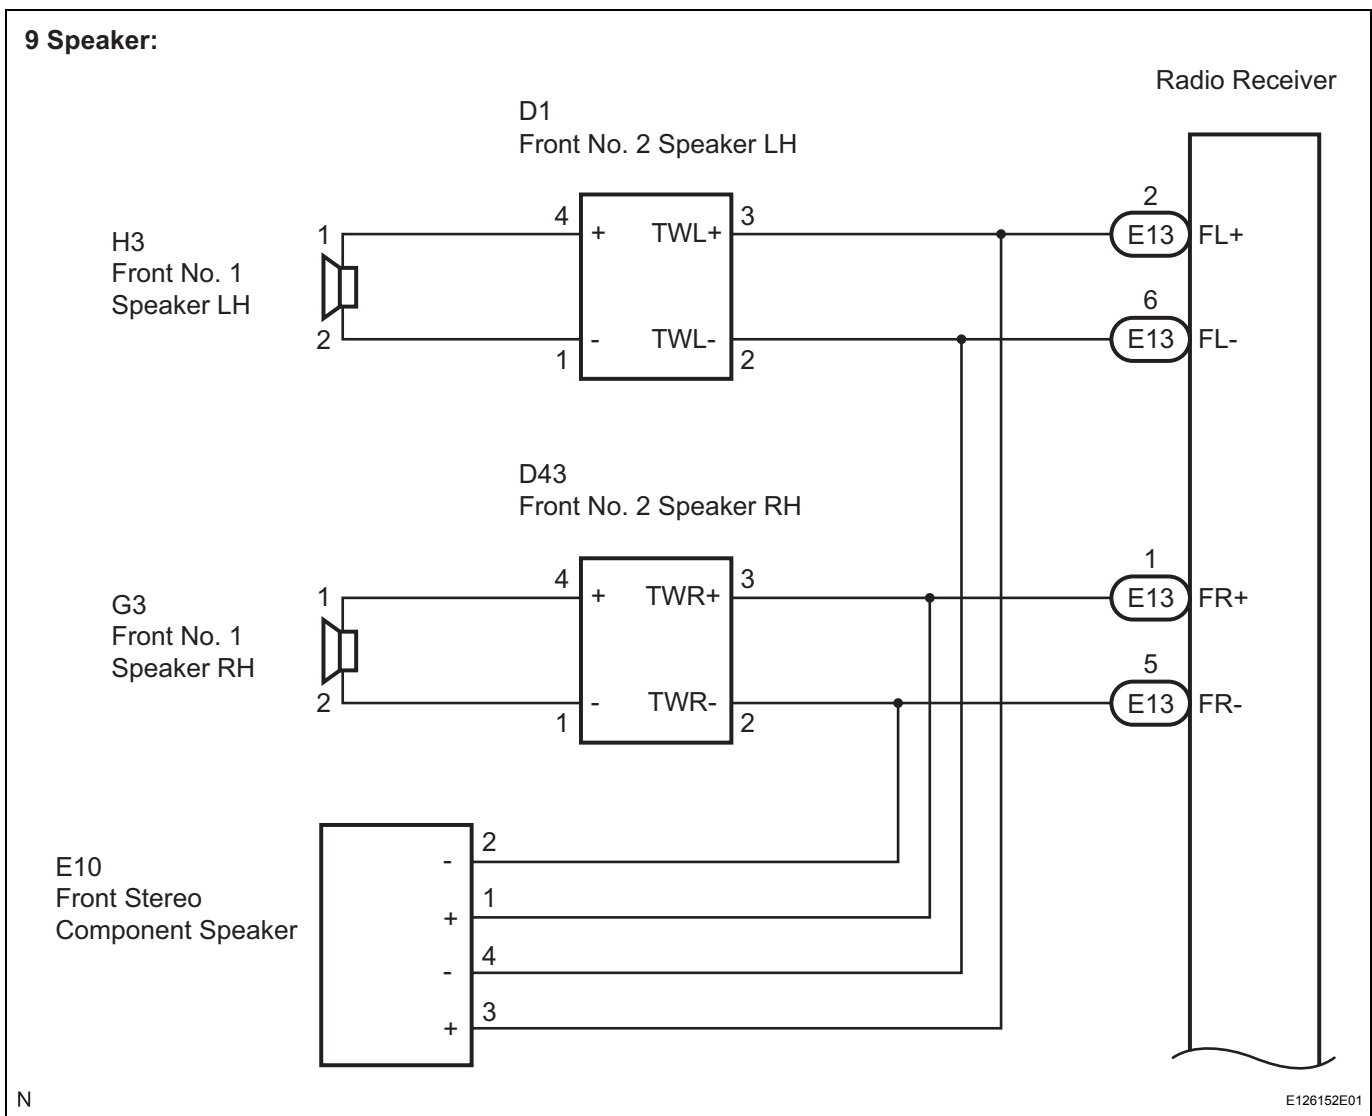 9 Speaker:
Radio Receiver
D1
Front No. 2 Speaker LH
H3
Front No. 1
Speaker LH
1
2
4
+
TWL+
3
1
-
TWL-
2
2
E13
FL+
6
E13
FL-
D43
Front No. 2 Speaker RH
G3
Front No. 1
Speaker RH
1
2
4
+
TWR+
3
1
-
TWR-
2
1
E13
FR+
5
E13
FR-
E10
Front Stereo
Component Speaker
-
2
+
1
-
4
+
3
N
E126152E01